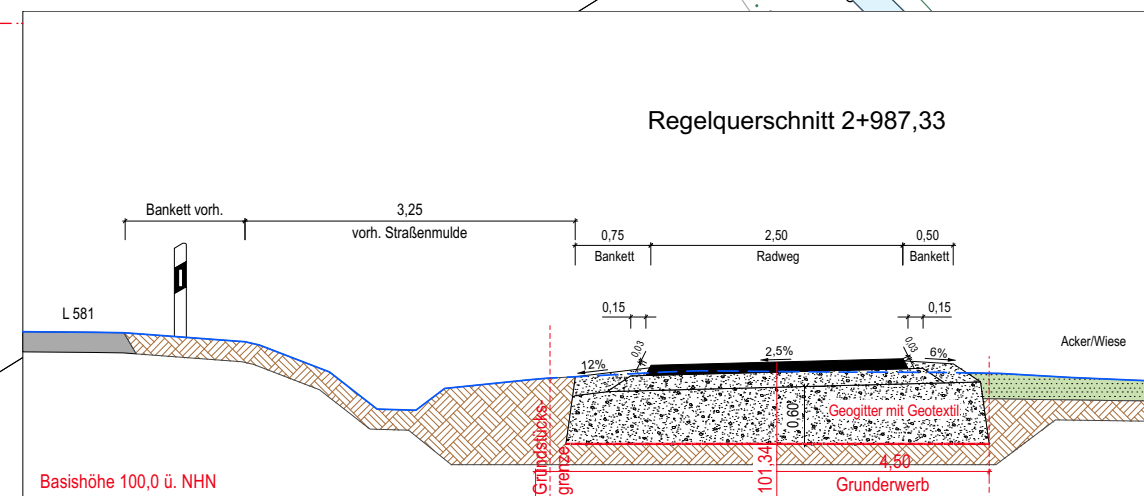 Regelquerschnitt 2+987,33
Bankett vorh.
3,25
vorh. Straßenmulde
0,75
Bankett
2,50
Radweg
0,50
Bankett
L 581
0,15
0,15
0,03
0,03
12%
2,5%
6%
Acker/Wiese
Geogitter mit Geotextil
0,60
101,34
Grundstücks-
grenze
4,50
Grunderwerb
Basishöhe 100,0 ü. NHN